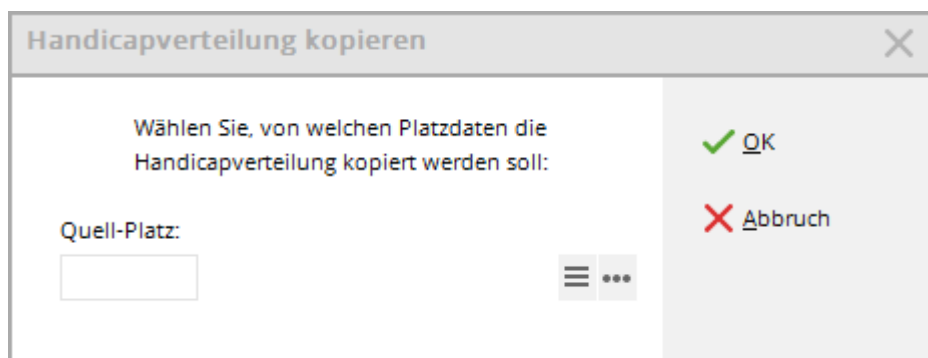 Handicapverteilung kopieren
Wählen Sie, von welchen Platzdaten die
Handicapverteilung kopiert werden soll:
OK
Abbruch
Quell-Platz: